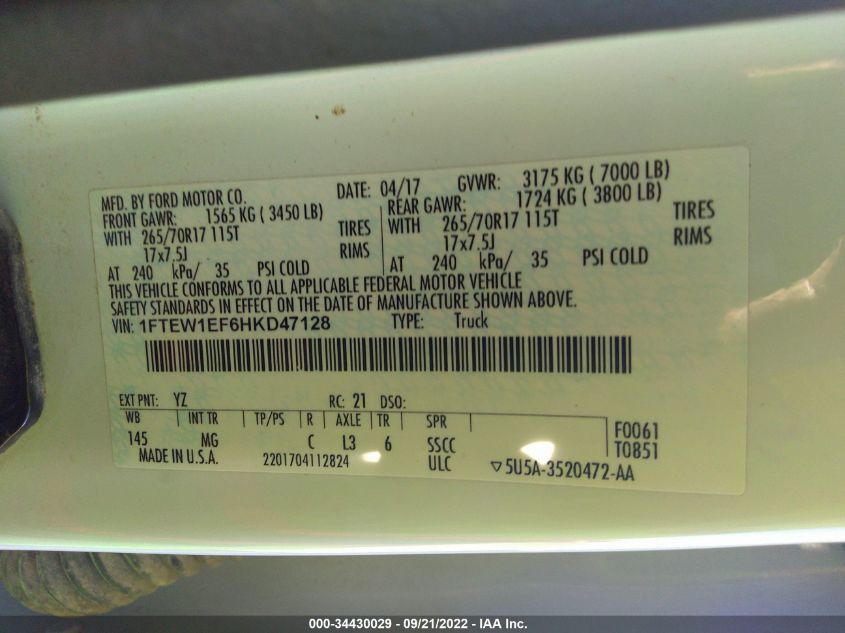 MFD. BY FORD MOTOR CO. DATE: 04/17 GVWR: 3175 KG ( 7000 LB)
FRONT GAWR: 1565 KG ( 3450 LB) REAR GAWR: 1724 KG ( 3800 LB)
WITH 265/70R17 115T TIRES WITH 265/70R17 115T TIRES
17x7.5J RIMS 17x7.5J RIMS
AT 240 kPa/ 35 PSI COLD AT 240 kPa/ 35 PSI COLD
THIS VEHICLE CONFORMS TO ALL APPLICABLE FEDERAL MOTOR VEHICLE
SAFETY STANDARDS IN EFFECT ON THE DATE OF MANUFACTURE SHOWN ABOVE.
VIN: 1FTEW1EF6HKD47128 TYPE: Truck
EXT PNT: YZ RC: 21 DSO:
WB INT TR TP/PS R AXLE TR SPR F0061
145 MG C L3 6 SSCC T0851
MADE IN U.S.A. 2201704112824 ULC ▽5U5A-3520472-AA
000-34430029 - 09/21/2022 - IAA Inc.